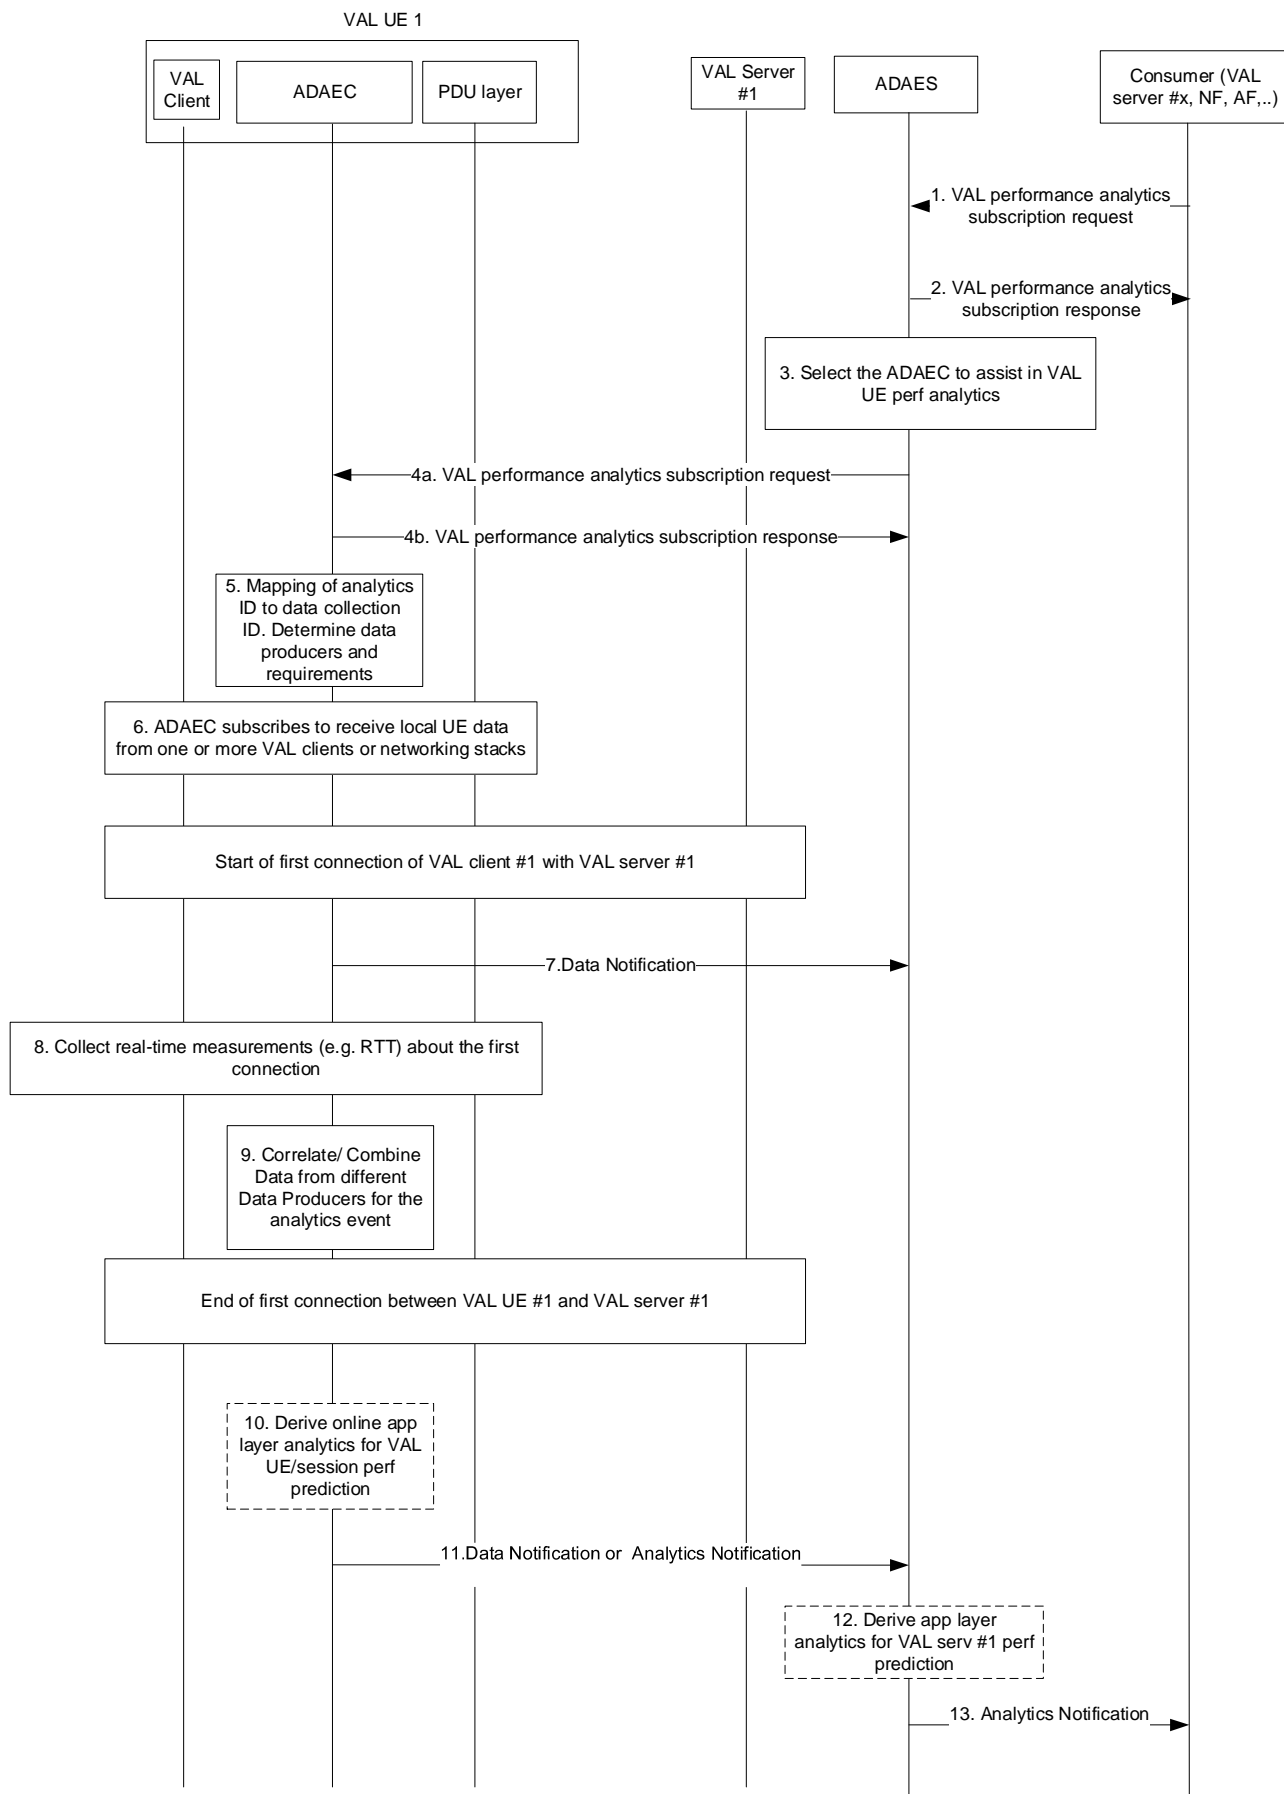 VAL UE 1
VAL
Client
ADAEC
PDU layer
VAL Server
#1
ADAES
Consumer (VAL
server #x, NF, AF,..)
1. VAL performance analytics
subscription request
2. VAL performance analytics
subscription response
3. Select the ADAEC to assist in VAL
UE perf analytics
4a. VAL performance analytics subscription request
4b. VAL performance analytics subscription response
5. Mapping of analytics
ID to data collection
ID. Determine data
producers and
requirements
6. ADAEC subscribes to receive local UE data
from one or more VAL clients or networking stacks
Start of first connection of VAL client #1 with VAL server #1
7.Data Notification
8. Collect real-time measurements (e.g. RTT) about the first
connection
9. Correlate/ Combine
Data from different
Data Producers for the
analytics event
End of first connection between VAL UE #1 and VAL server #1
10. Derive online app
layer analytics for VAL
UE/session perf
prediction
11.Data Notification or  Analytics Notification
12. Derive app layer
analytics for VAL serv #1 perf
prediction
13. Analytics Notification